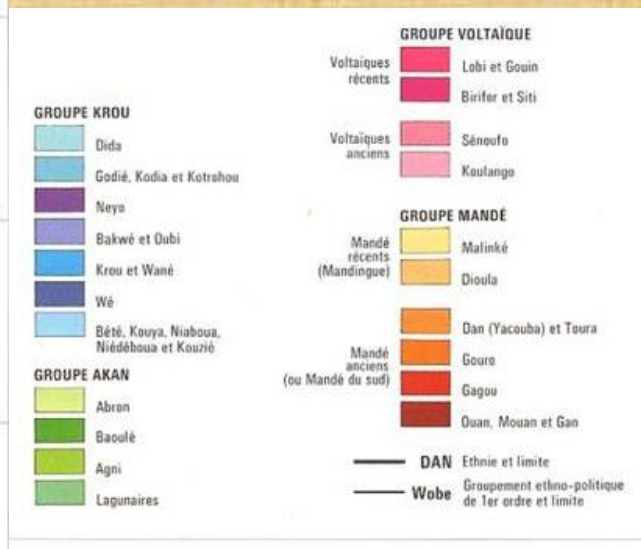 GROUPE KROU
Dida
Godié, Kodia et Kotrohou
Neyo
Bakwé et Oubi
Krou et Wané
Wé
Bété, Kouya, Niaboua,
Niédéboua et Kouzié
GROUPE AKAN
Abron
Baoulé
Agni
Lagunaires
GROUPE VOLTAÏQUE
Voltaïques
récents
Lobi et Gouin
Birifor et Siti
Voltaïques
anciens
Sénoufo
Koulango
GROUPE MANDÉ
Mandé
récents
(Mandingue)
Malinké
Dioula
Mandé
anciens
(ou Mandé du sud)
Dan (Yacouba) et Toura
Gouro
Gagou
Ouan, Mouan et Gan
DAN Ethnie et limite
Wobe Groupement ethno-politique
de 1er ordre et limite